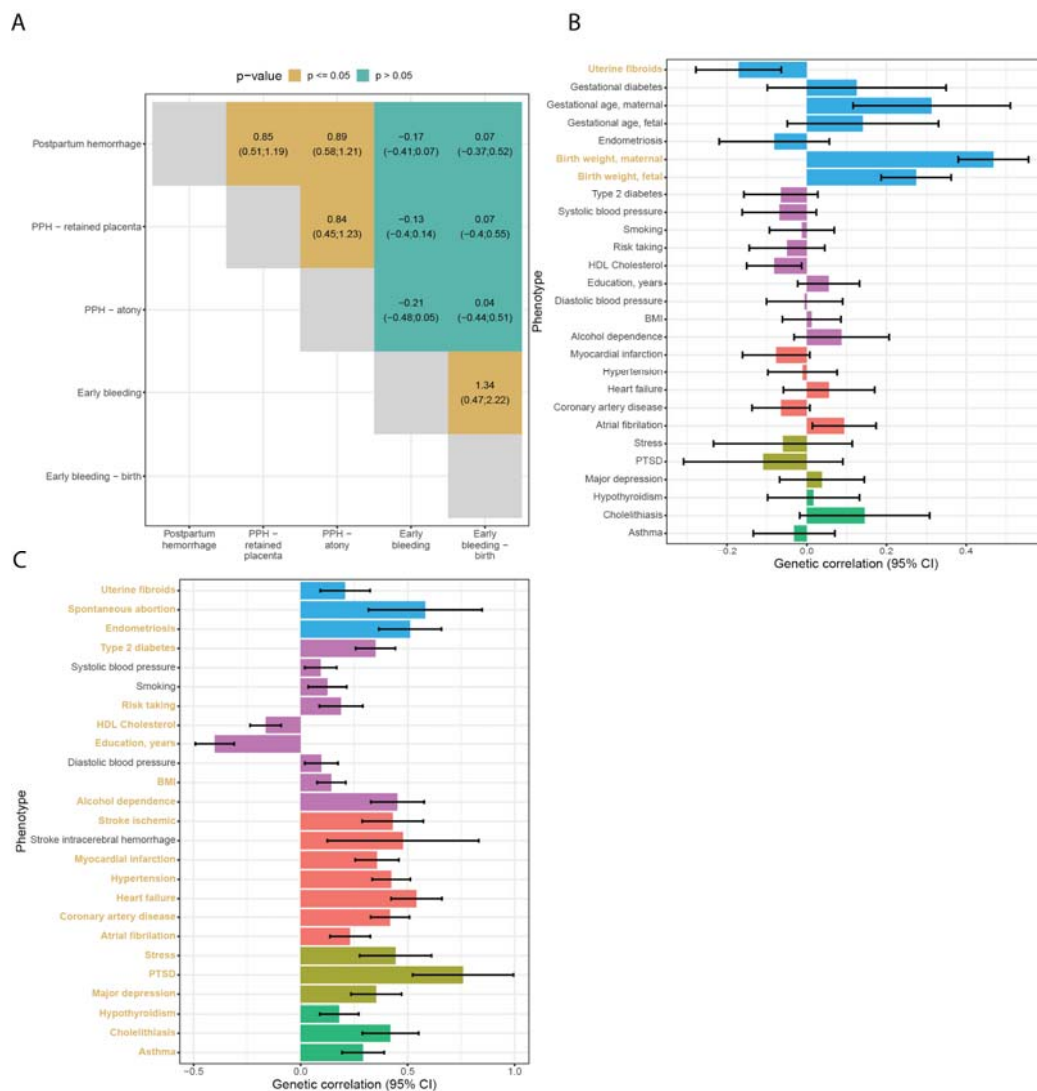 A
p−value p <= 0.05 p > 0.05
Postpartum hemorrhage
0.85
(0.51;1.19)
0.89
(0.58;1.21)
−0.17
(−0.41;0.07)
0.07
(−0.37;0.52)
PPH − retained placenta
0.84
(0.45;1.23)
−0.13
(−0.4;0.14)
0.07
(−0.4;0.55)
PPH − atony
−0.21
(−0.48;0.05)
0.04
(−0.44;0.51)
Early bleeding
1.34
(0.47;2.22)
Early bleeding − birth
Postpartum
hemorrhage
PPH −
retained
placenta
PPH −
atony
Early
bleeding
Early
bleeding −
birth
B
Phenotype
Uterine fibroids
Gestational diabetes
Gestational age, maternal
Gestational age, fetal
Endometriosis
Birth weight, maternal
Birth weight, fetal
Type 2 diabetes
Systolic blood pressure
Smoking
Risk taking
HDL Cholesterol
Education, years
Diastolic blood pressure
BMI
Alcohol dependence
Myocardial infarction
Hypertension
Heart failure
Coronary artery disease
Atrial fibrilation
Stress
PTSD
Major depression
Hypothyroidism
Cholelithiasis
Asthma
−0.2 0.0 0.2 0.4
Genetic correlation (95% CI)
C
Phenotype
Uterine fibroids
Spontaneous abortion
Endometriosis
Type 2 diabetes
Systolic blood pressure
Smoking
Risk taking
HDL Cholesterol
Education, years
Diastolic blood pressure
BMI
Alcohol dependence
Stroke ischemic
Stroke intracerebral hemorrhage
Myocardial infarction
Hypertension
Heart failure
Coronary artery disease
Atrial fibrilation
Stress
PTSD
Major depression
Hypothyroidism
Cholelithiasis
Asthma
−0.5 0.0 0.5 1.0
Genetic correlation (95% CI)